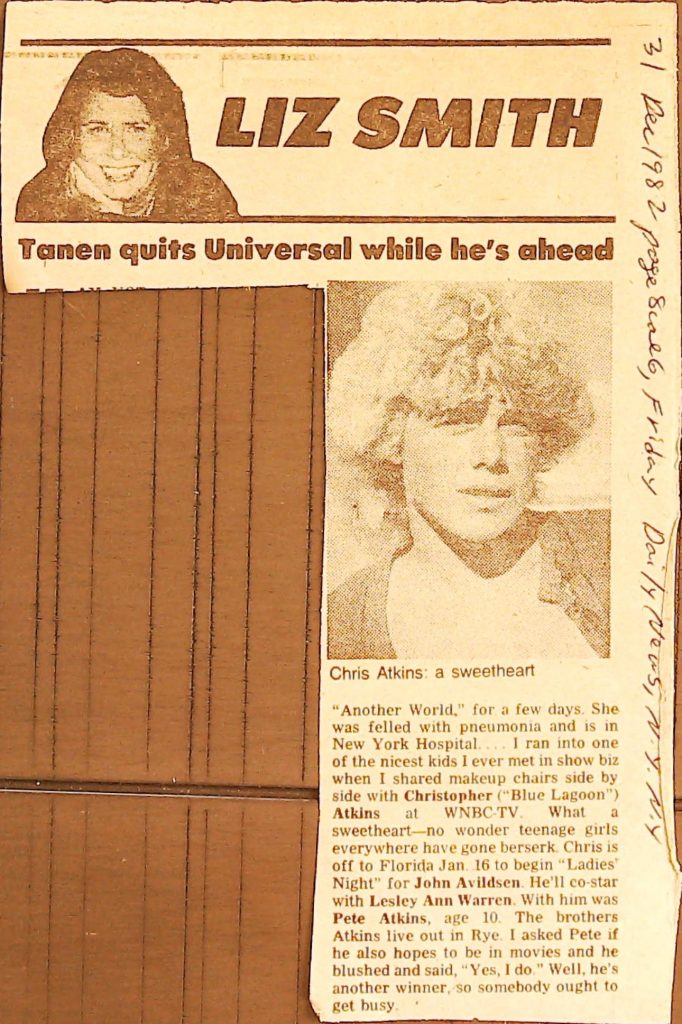 LIZ SMITH
Tanen quits Universal while he's ahead
Chris Atkins: a sweetheart
"Another World," for a few days. She
was felled with pneumonia and is in
New York Hospital. . . . I ran into one
of the nicest kids I ever met in show biz
when I shared makeup chairs side by
side with Christopher ("Blue Lagoon")
Atkins at WNBC-TV. What a
sweetheart—no wonder teenage girls
everywhere have gone berserk. Chris is
off to Florida Jan. 16 to begin "Ladies'
Night" for John Avildsen. He'll co-star
with Lesley Ann Warren. With him was
Pete Atkins, age 10. The brothers
Atkins live out in Rye. I asked Pete if
he also hopes to be in movies and he
blushed and said, "Yes, I do." Well, he's
another winner, so somebody ought to
get busy.
31 Dec 1982 page 8 col 6, Friday Daily News, N.Y. N.Y